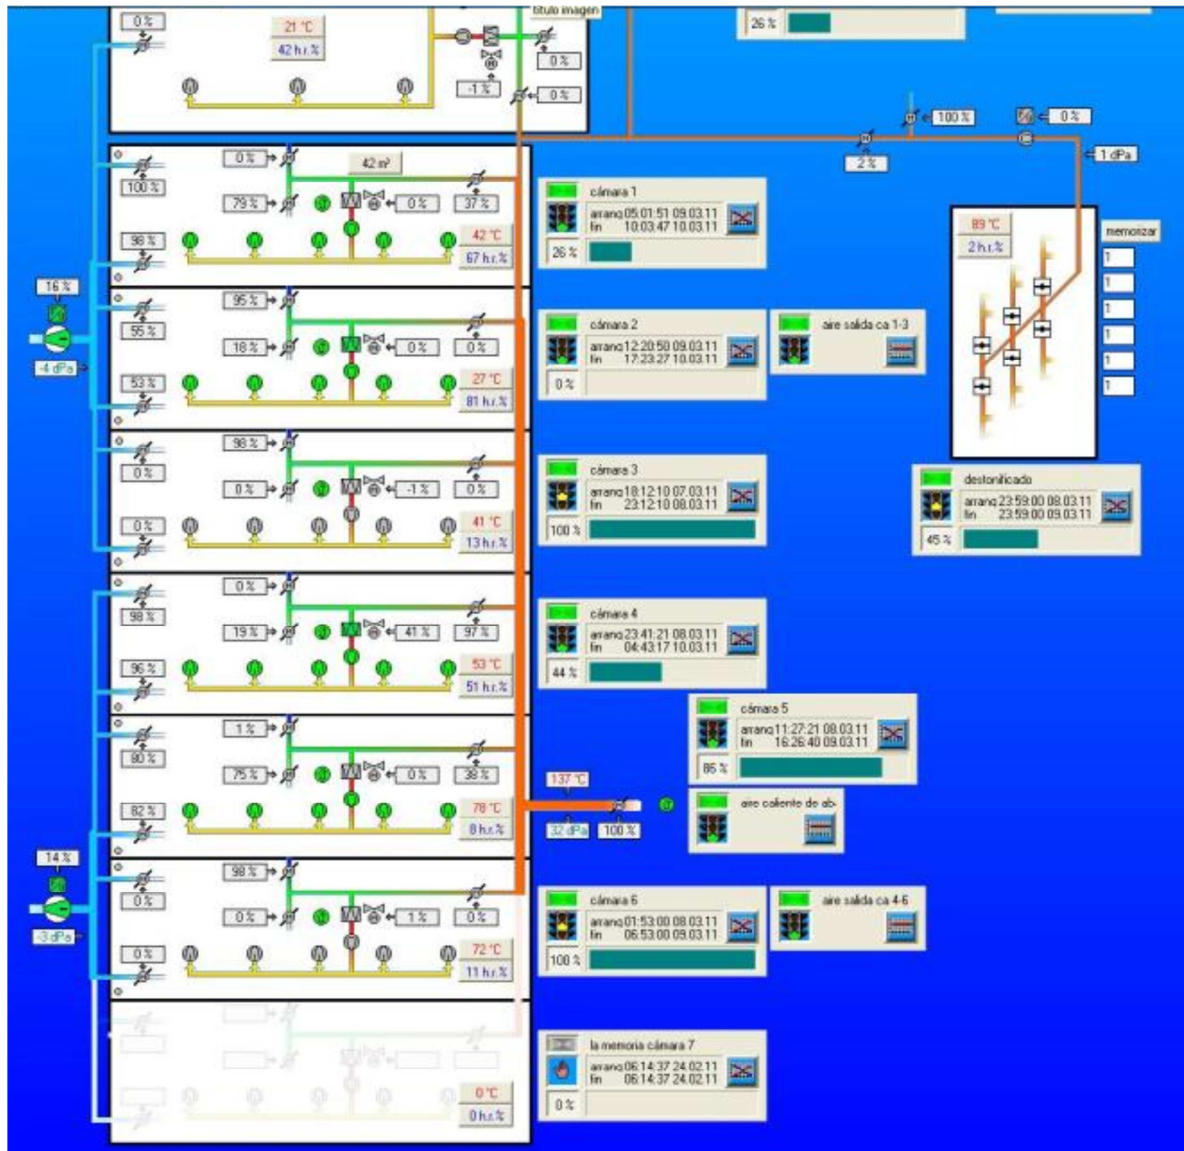 título imagen
0 %
21 °C
42 h.r.%
0 %
-1 %
0 %
26 %
100 %
0 %
2 %
1 dPa
0 %
42 m³
100 %
79 %
0 %
37 %
98 %
42 °C
67 h.r.%
cámara 1
arranq 05:01:51 09.03.11
fin 10:03:47 10.03.11
26 %
89 °C
2 h.r.%
memorizar
1
1
1
1
1
1
16 %
-4 dPa
95 %
55 %
18 %
0 %
0 %
53 %
27 °C
81 h.r.%
cámara 2
arranq 12:20:50 09.03.11
fin 17:23:27 10.03.11
0 %
aire salida ca 1-3
98 %
0 %
0 %
-1 %
0 %
0 %
41 °C
13 h.r.%
cámara 3
arranq 18:12:10 07.03.11
fin 23:12:10 08.03.11
100 %
destonificado
arranq 23:59:00 08.03.11
fin 23:59:00 09.03.11
45 %
0 %
98 %
19 %
41 %
97 %
96 %
53 °C
51 h.r.%
cámara 4
arranq 23:41:21 08.03.11
fin 04:43:17 10.03.11
44 %
1 %
80 %
75 %
0 %
38 %
82 %
78 °C
8 h.r.%
cámara 5
arranq 11:27:21 08.03.11
fin 16:26:40 09.03.11
86 %
137 °C
32 dPa
100 %
aire caliente de ab
14 %
-3 dPa
98 %
0 %
0 %
1 %
0 %
0 %
72 °C
11 h.r.%
cámara 6
arranq 01:53:00 08.03.11
fin 06:53:00 09.03.11
100 %
aire salida ca 4-6
0 °C
0 h.r.%
la memoria cámara 7
arranq 06:14:37 24.02.11
fin 06:14:37 24.02.11
0 %